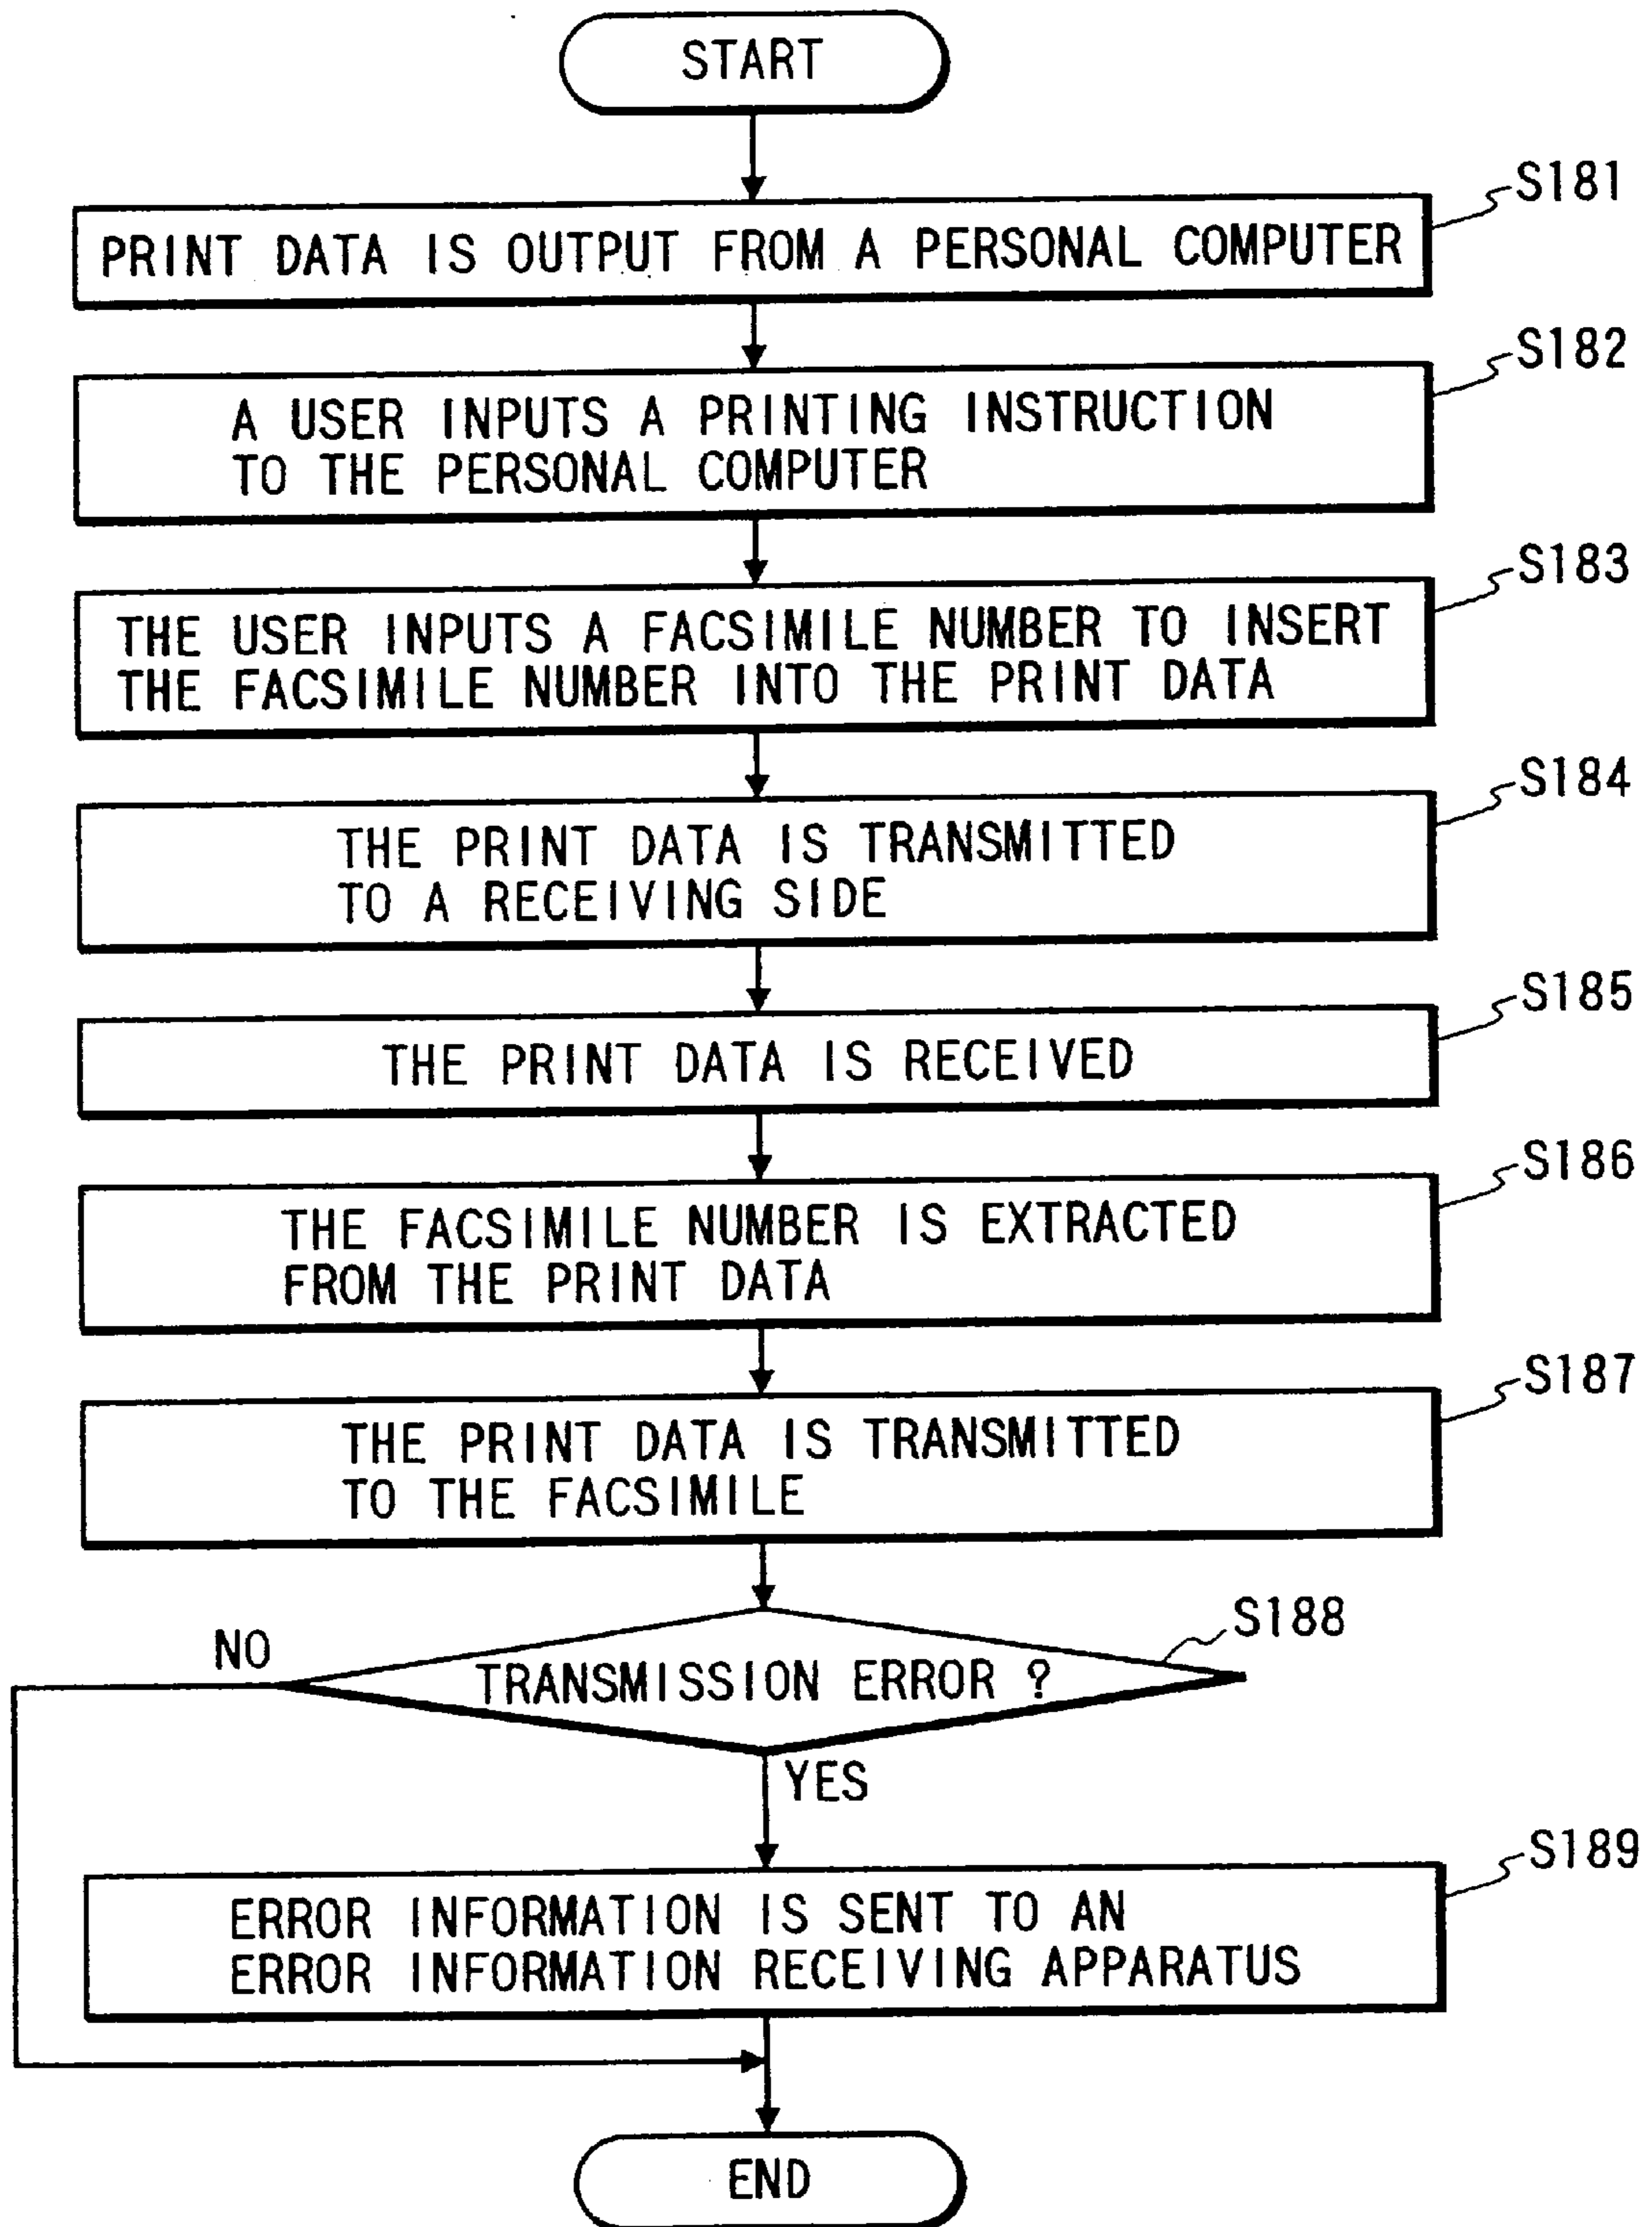 START
S181
PRINT DATA IS OUTPUT FROM A PERSONAL COMPUTER
S182
A USER INPUTS A PRINTING INSTRUCTION
TO THE PERSONAL COMPUTER
S183
THE USER INPUTS A FACSIMILE NUMBER TO INSERT
THE FACSIMILE NUMBER INTO THE PRINT DATA
S184
THE PRINT DATA IS TRANSMITTED
TO A RECEIVING SIDE
S185
THE PRINT DATA IS RECEIVED
S186
THE FACSIMILE NUMBER IS EXTRACTED
FROM THE PRINT DATA
S187
THE PRINT DATA IS TRANSMITTED
TO THE FACSIMILE
S188
NO
TRANSMISSION ERROR ?
YES
S189
ERROR INFORMATION IS SENT TO AN
ERROR INFORMATION RECEIVING APPARATUS
END